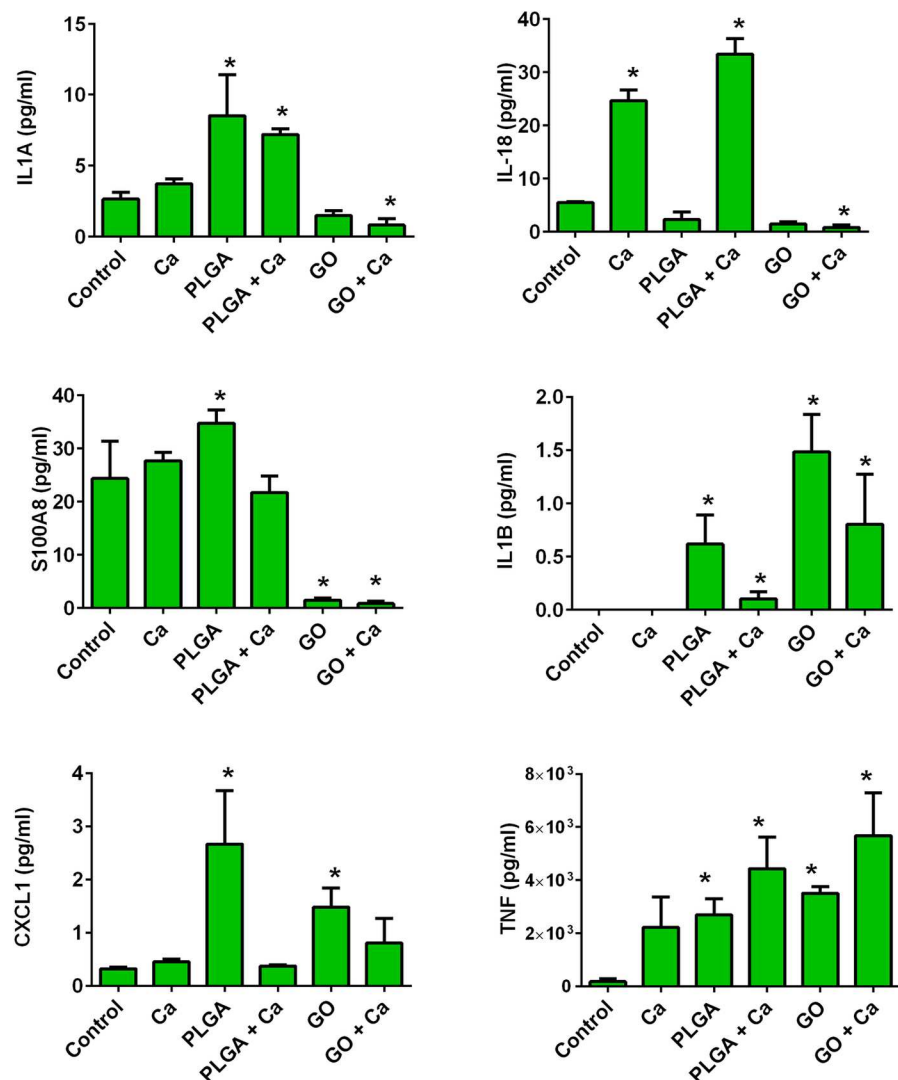 IL1A (pg/ml)
15
10
5
0
*
*
*
Control
Ca
PLGA
PLGA + Ca
GO
GO + Ca
IL-18 (pg/ml)
40
30
20
10
0
*
*
*
Control
Ca
PLGA
PLGA + Ca
GO
GO + Ca
S100A8 (pg/ml)
40
30
20
10
0
*
*
*
Control
Ca
PLGA
PLGA + Ca
GO
GO + Ca
IL1B (pg/ml)
2.0
1.5
1.0
0.5
0.0
*
*
*
*
Control
Ca
PLGA
PLGA + Ca
GO
GO + Ca
CXCL1 (pg/ml)
4
3
2
1
0
*
*
Control
Ca
PLGA
PLGA + Ca
GO
GO + Ca
TNF (pg/ml)
8×10³
6×10³
4×10³
2×10³
0
*
*
*
*
Control
Ca
PLGA
PLGA + Ca
GO
GO + Ca